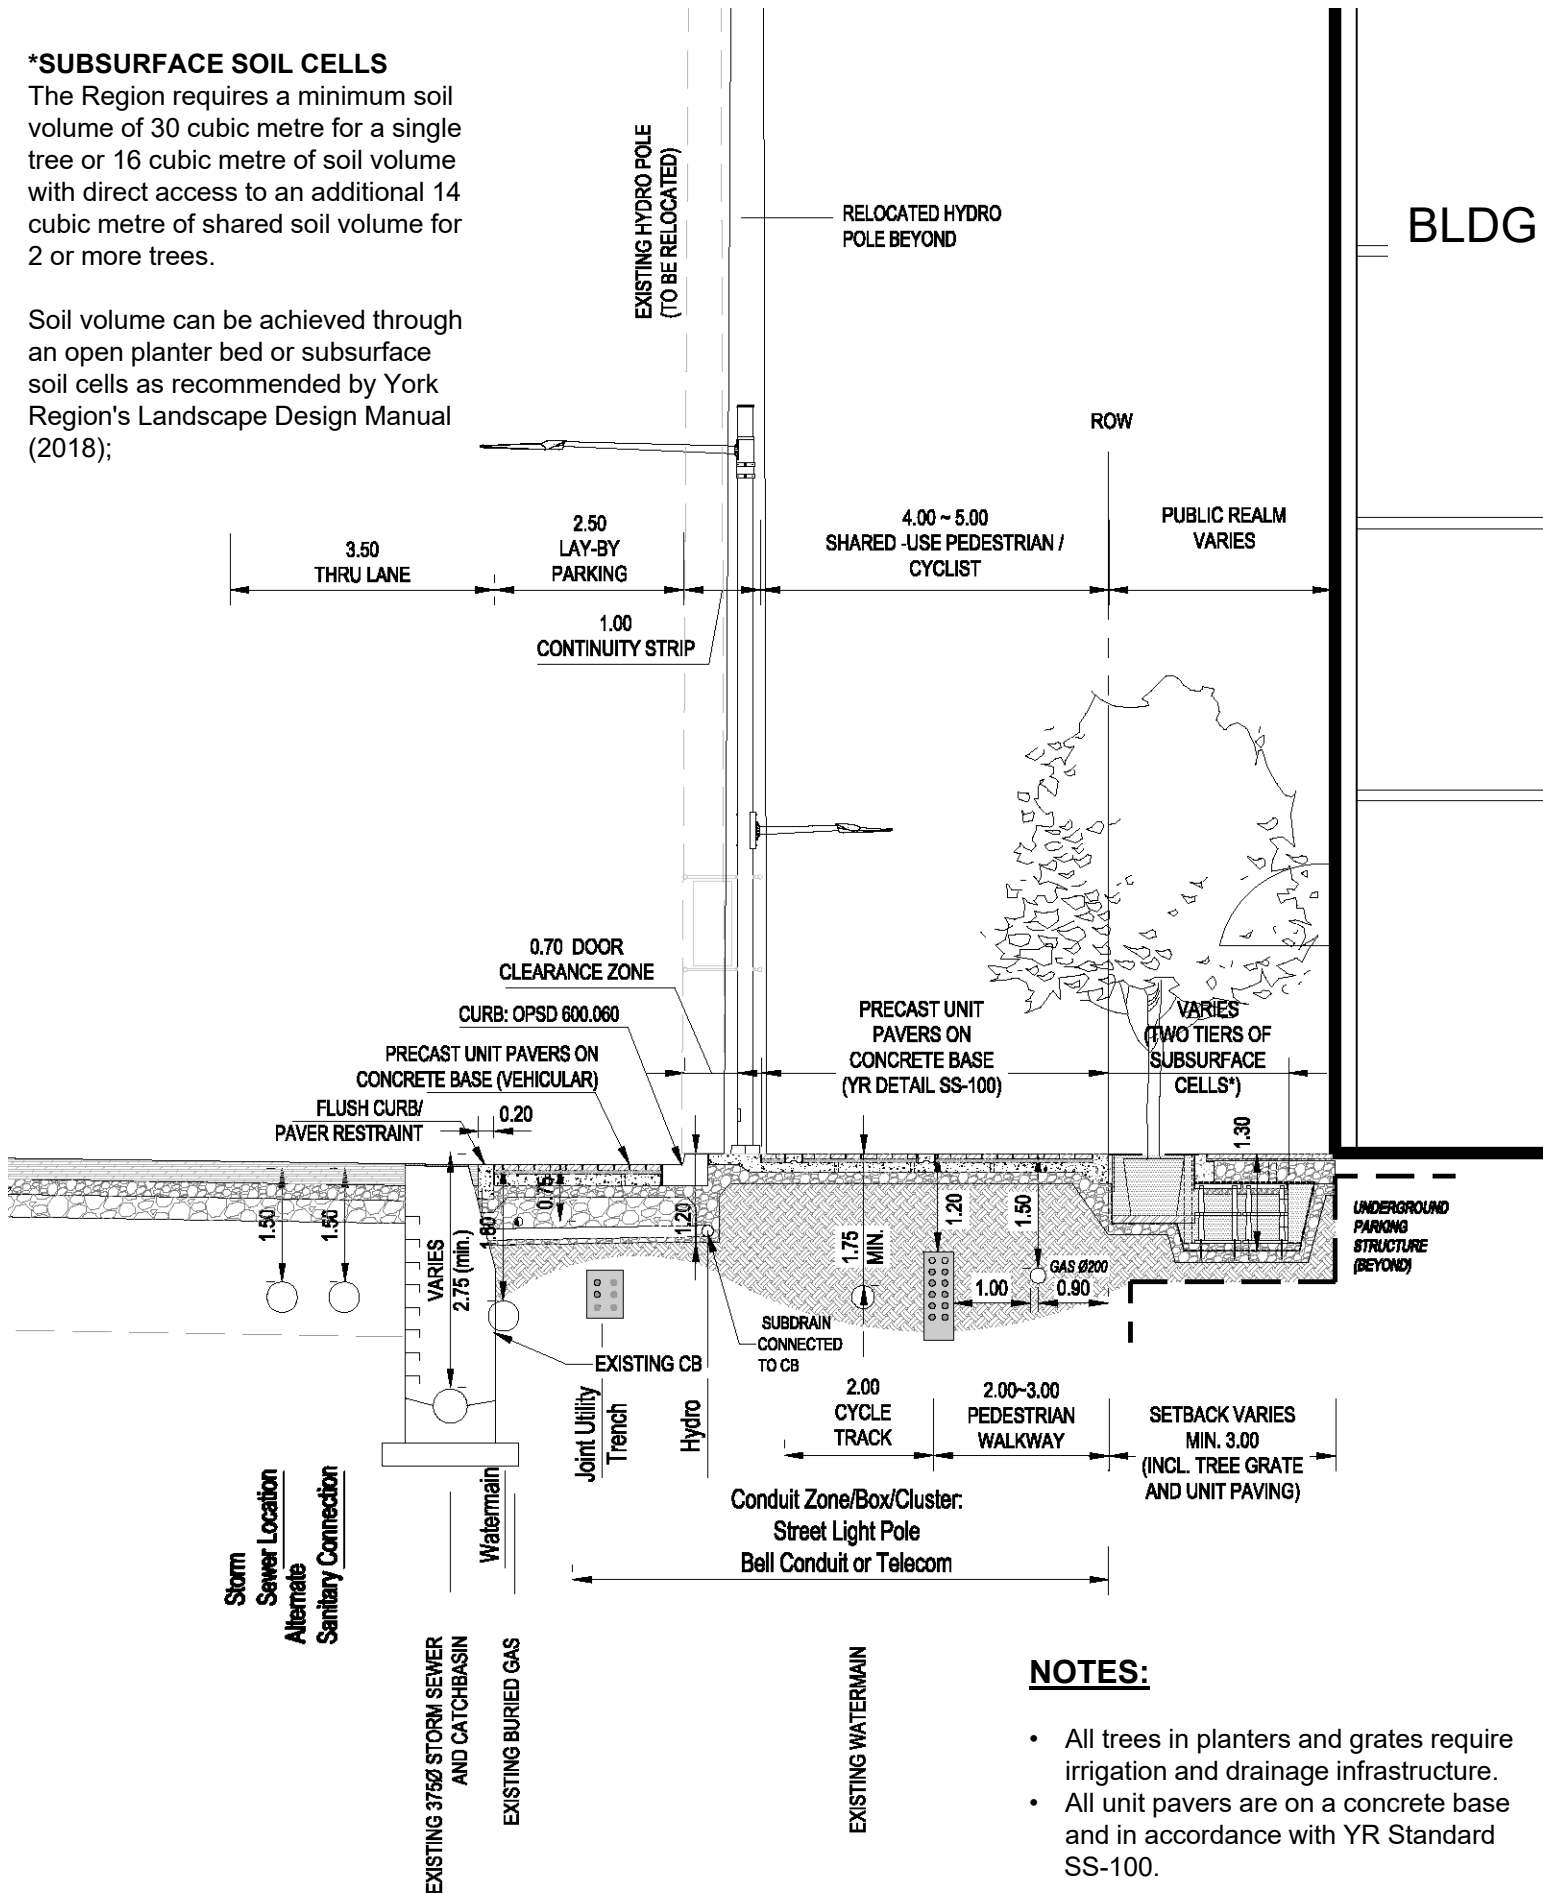 *SUBSURFACE SOIL CELLS
The Region requires a minimum soil
volume of 30 cubic metre for a single
tree or 16 cubic metre of soil volume
with direct access to an additional 14
cubic metre of shared soil volume for
2 or more trees.
Soil volume can be achieved through
an open planter bed or subsurface
soil cells as recommended by York
Region's Landscape Design Manual
(2018);
EXISTING HYDRO POLE
(TO BE RELOCATED)
RELOCATED HYDRO
POLE BEYOND
BLDG
ROW
3.50
THRU LANE
2.50
LAY-BY
PARKING
4.00 ~ 5.00
SHARED -USE PEDESTRIAN /
CYCLIST
PUBLIC REALM
VARIES
1.00
CONTINUITY STRIP
0.70 DOOR
CLEARANCE ZONE
CURB: OPSD 600.060
PRECAST UNIT PAVERS ON
CONCRETE BASE (VEHICULAR)
FLUSH CURB/
PAVER RESTRAINT
0.20
PRECAST UNIT
PAVERS ON
CONCRETE BASE
(YR DETAIL SS-100)
VARIES
(TWO TIERS OF
SUBSURFACE
CELLS*)
1.30
1.50
1.50
VARIES
2.75 (min.)
1.80
0.75
1.20
1.75
MIN.
1.20
1.50
GAS Ø200
1.00
0.90
UNDERGROUND
PARKING
STRUCTURE
(BEYOND)
SUBDRAIN
CONNECTED
TO CB
EXISTING CB
2.00
CYCLE
TRACK
2.00~3.00
PEDESTRIAN
WALKWAY
SETBACK VARIES
MIN. 3.00
(INCL. TREE GRATE
AND UNIT PAVING)
Storm
Sewer Location
Alternate
Sanitary Connection
Watermain
Joint Utility
Trench
Hydro
Conduit Zone/Box/Cluster:
Street Light Pole
Bell Conduit or Telecom
EXISTING 375Ø STORM SEWER
AND CATCHBASIN
EXISTING BURIED GAS
EXISTING WATERMAIN
NOTES:
• All trees in planters and grates require
irrigation and drainage infrastructure.
• All unit pavers are on a concrete base
and in accordance with YR Standard
SS-100.